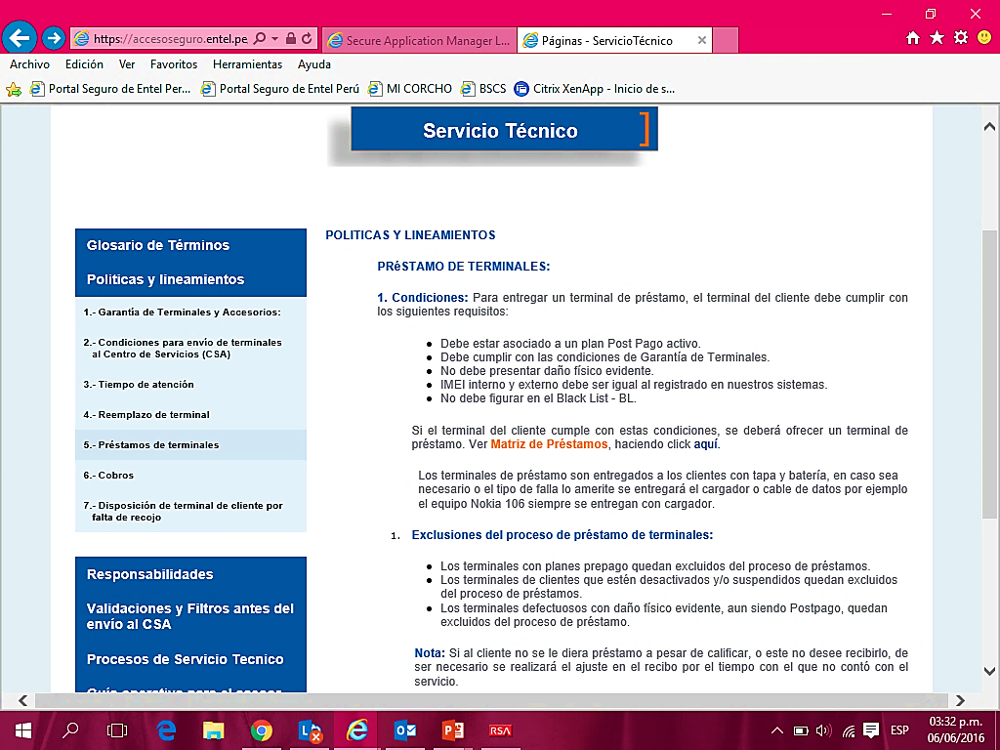 https://accesoseguro.entel.pe
Secure Application Manager L...
Páginas - ServicioTécnico
Archivo Edición Ver Favoritos Herramientas Ayuda
Portal Seguro de Entel Per... Portal Seguro de Entel Perú MI CORCHO BSCS Citrix XenApp - Inicio de s...
Servicio Técnico ]
Glosario de Términos
Politicas y lineamientos
1.- Garantía de Terminales y Accesorios:
2.- Condiciones para envío de terminales
al Centro de Servicios (CSA)
3.- Tiempo de atención
4.- Reemplazo de terminal
5.- Préstamos de terminales
6.- Cobros
7.- Disposición de terminal de cliente por
falta de recojo
Responsabilidades
Validaciones y Filtros antes del
envío al CSA
Procesos de Servicio Tecnico
POLITICAS Y LINEAMIENTOS
PRéSTAMO DE TERMINALES:
1. Condiciones: Para entregar un terminal de préstamo, el terminal del cliente debe cumplir con
los siguientes requisitos:
• Debe estar asociado a un plan Post Pago activo.
• Debe cumplir con las condiciones de Garantía de Terminales.
• No debe presentar daño físico evidente.
• IMEI interno y externo debe ser igual al registrado en nuestros sistemas.
• No debe figurar en el Black List - BL.
Si el terminal del cliente cumple con estas condiciones, se deberá ofrecer un terminal de
préstamo. Ver Matriz de Préstamos, haciendo click aquí.
Los terminales de préstamo son entregados a los clientes con tapa y batería, en caso sea
necesario o el tipo de falla lo amerite se entregará el cargador o cable de datos por ejemplo
el equipo Nokia 106 siempre se entregan con cargador.
1. Exclusiones del proceso de préstamo de terminales:
• Los terminales con planes prepago quedan excluidos del proceso de préstamos.
• Los terminales de clientes que estén desactivados y/o suspendidos quedan excluidos
del proceso de préstamos.
• Los terminales defectuosos con daño físico evidente, aun siendo Postpago, quedan
excluidos del proceso de préstamo.
Nota: Si al cliente no se le diera préstamo a pesar de calificar, o este no desee recibirlo, de
ser necesario se realizará el ajuste en el recibo por el tiempo con el que no contó con el
servicio.
RSA
ESP
03:32 p.m.
06/06/2016